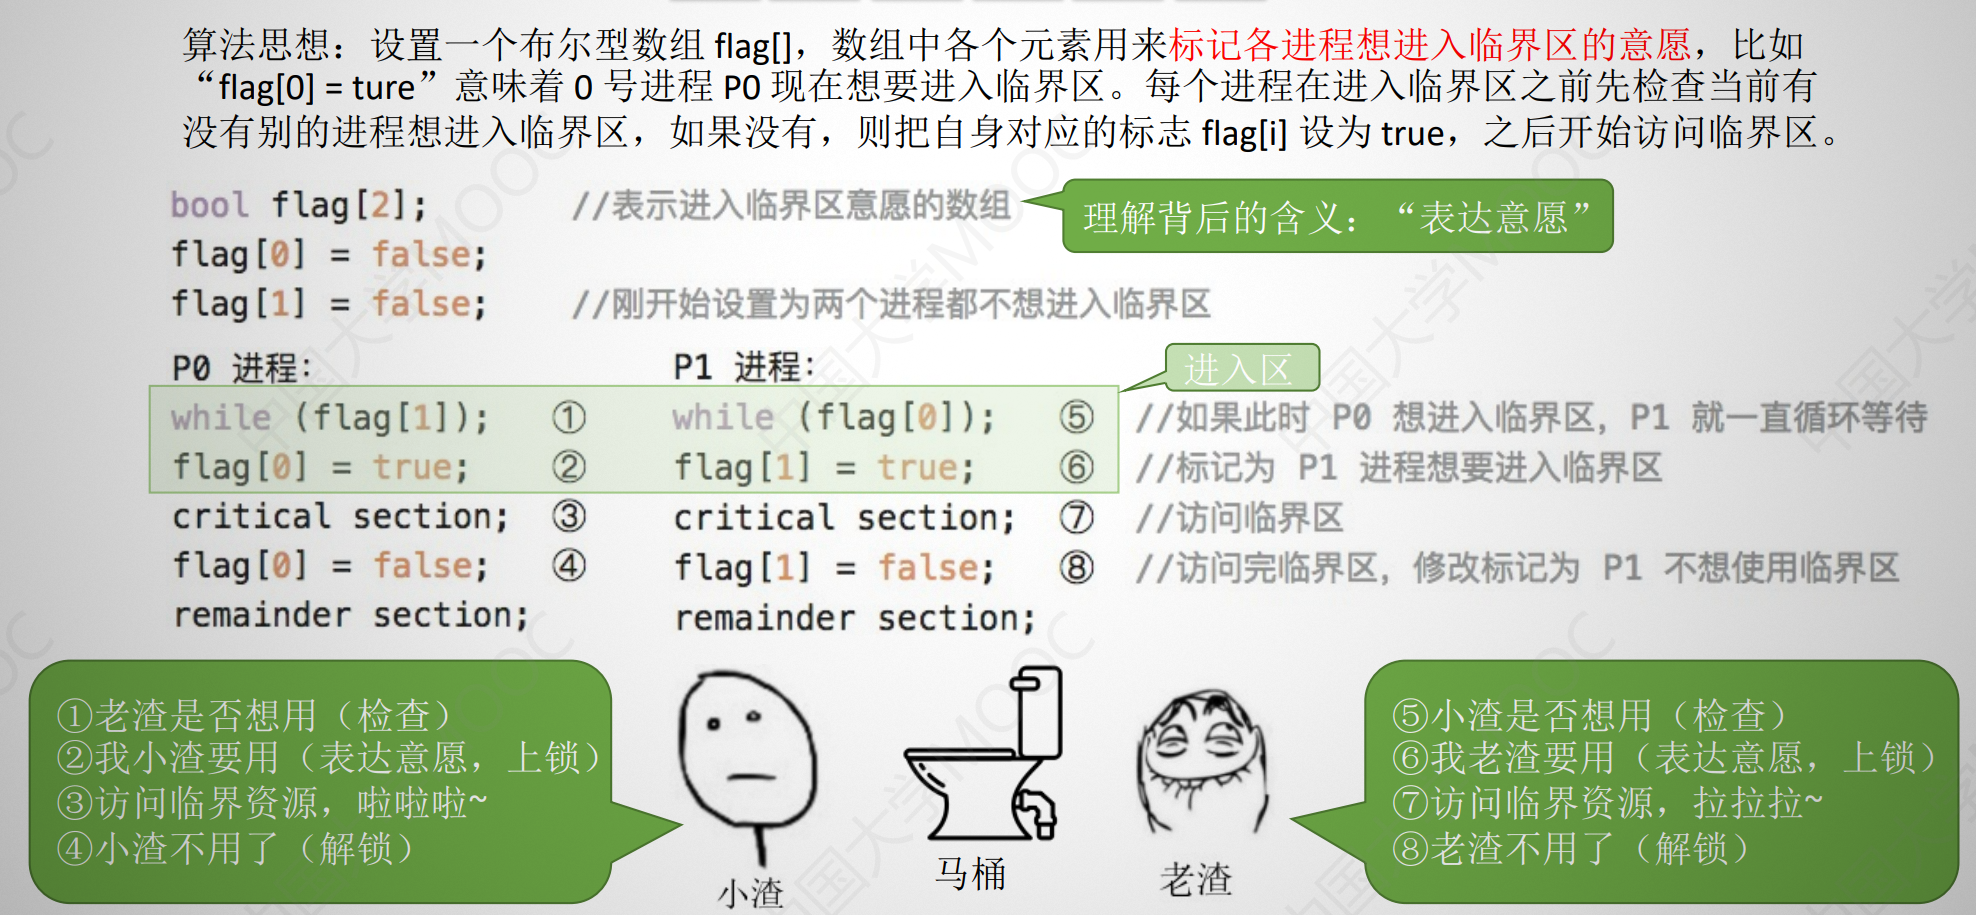 算法思想：设置一个布尔型数组 flag[]，数组中各个元素用来标记各进程想进入临界区的意愿，比如
“flag[0] = ture”意味着 0 号进程 P0 现在想要进入临界区。每个进程在进入临界区之前先检查当前有
没有别的进程想进入临界区，如果没有，则把自身对应的标志 flag[i] 设为 true，之后开始访问临界区。
bool flag[2]; //表示进入临界区意愿的数组
理解背后的含义：“表达意愿”
flag[0] = false;
flag[1] = false; //刚开始设置为两个进程都不想进入临界区
P0 进程: P1 进程:
进入区
while (flag[1]); ① while (flag[0]); ⑤ //如果此时 P0 想进入临界区，P1 就一直循环等待
flag[0] = true; ② flag[1] = true; ⑥ //标记为 P1 进程想要进入临界区
critical section; ③ critical section; ⑦ //访问临界区
flag[0] = false; ④ flag[1] = false; ⑧ //访问完临界区，修改标记为 P1 不想使用临界区
remainder section; remainder section;
①老渣是否想用（检查）
②我小渣要用（表达意愿，上锁）
③访问临界资源，啦啦啦~
④小渣不用了（解锁）
小渣
马桶
老渣
⑤小渣是否想用（检查）
⑥我老渣要用（表达意愿，上锁）
⑦访问临界资源，拉拉拉~
⑧老渣不用了（解锁）
中国大学MOOC